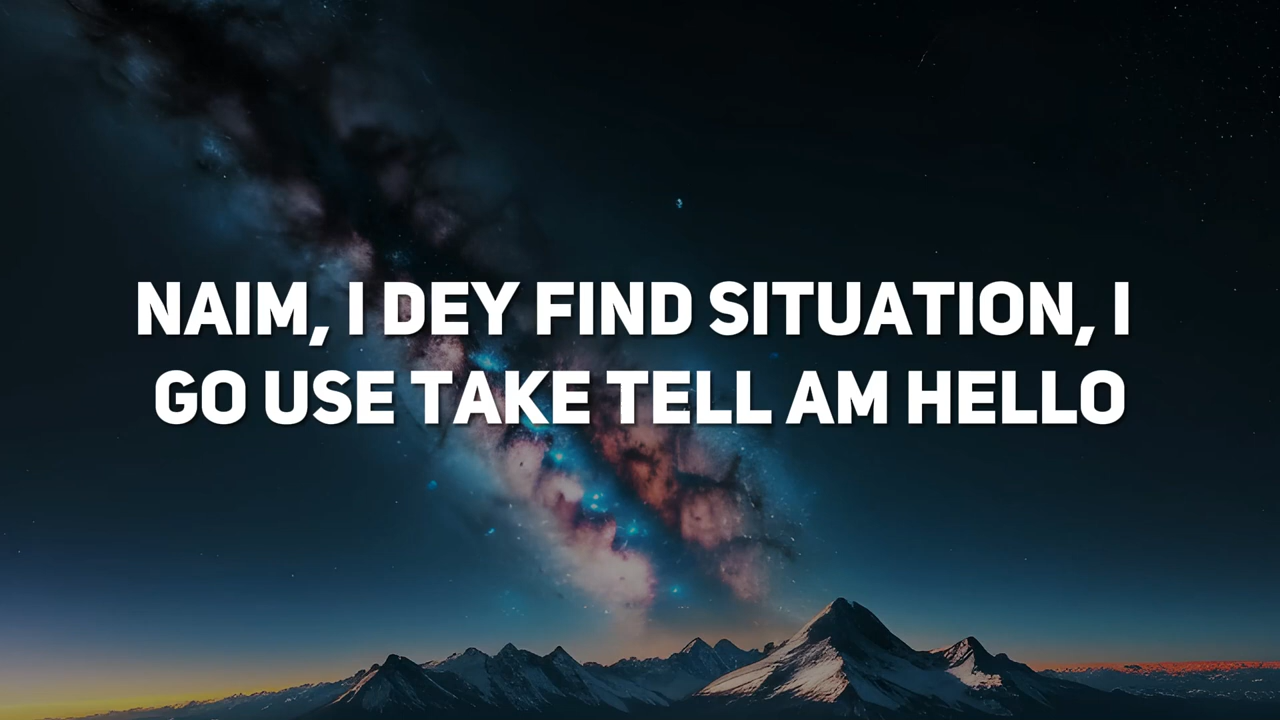 NAIM, I DEY FIND SITUATION, I
GO USE TAKE TELL AM HELLO